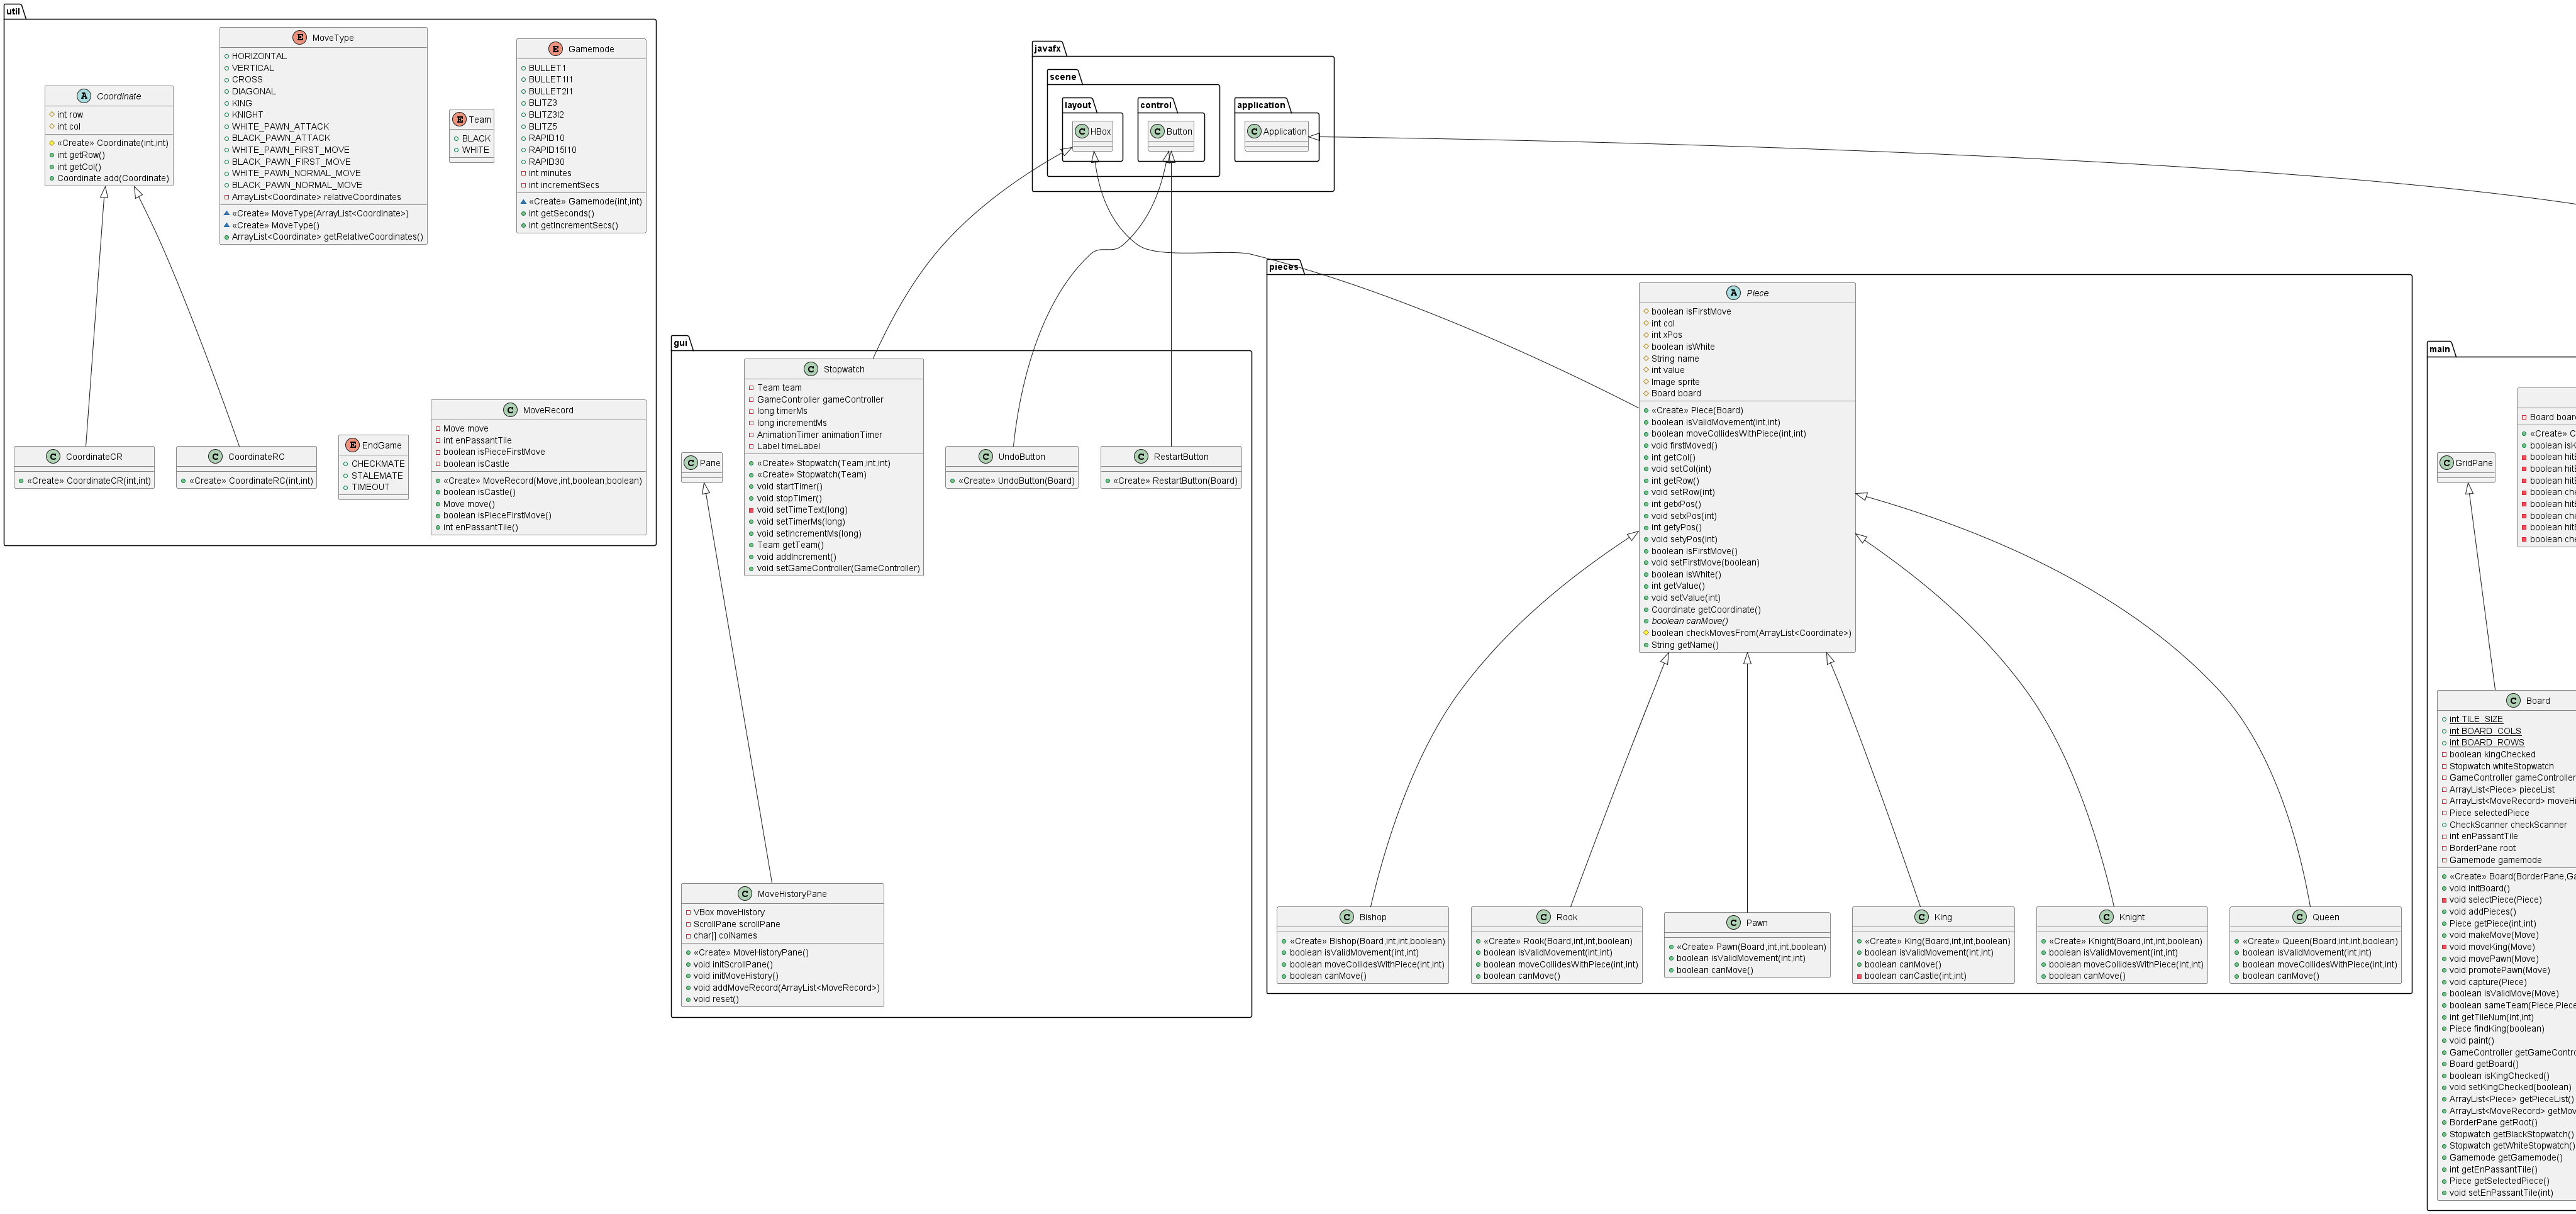 util
E MoveType
HORIZONTAL
VERTICAL
CROSS
DIAGONAL
KING
KNIGHT
WHITE_PAWN_ATTACK
BLACK_PAWN_ATTACK
WHITE_PAWN_FIRST_MOVE
BLACK_PAWN_FIRST_MOVE
WHITE_PAWN_NORMAL_MOVE
BLACK_PAWN_NORMAL_MOVE
ArrayList<Coordinate> relativeCoordinates
«Create» MoveType(ArrayList<Coordinate>)
«Create» MoveType()
ArrayList<Coordinate> getRelativeCoordinates()
E Gamemode
BULLET1
BULLET1I1
BULLET2I1
BLITZ3
BLITZ3I2
BLITZ5
RAPID10
RAPID15I10
RAPID30
int minutes
int incrementSecs
«Create» Gamemode(int,int)
int getSeconds()
int getIncrementSecs()
A Coordinate
int row
int col
«Create» Coordinate(int,int)
int getRow()
int getCol()
Coordinate add(Coordinate)
E Team
BLACK
WHITE
C CoordinateCR
«Create» CoordinateCR(int,int)
C CoordinateRC
«Create» CoordinateRC(int,int)
E EndGame
CHECKMATE
STALEMATE
TIMEOUT
C MoveRecord
Move move
int enPassantTile
boolean isPieceFirstMove
boolean isCastle
«Create» MoveRecord(Move,int,boolean,boolean)
boolean isCastle()
Move move()
boolean isPieceFirstMove()
int enPassantTile()
javafx
scene
layout
C HBox
control
C Button
application
C Application
gui
C Pane
C Stopwatch
Team team
GameController gameController
long timerMs
long incrementMs
AnimationTimer animationTimer
Label timeLabel
«Create» Stopwatch(Team,int,int)
«Create» Stopwatch(Team)
void startTimer()
void stopTimer()
void setTimeText(long)
void setTimerMs(long)
void setIncrementMs(long)
Team getTeam()
void addIncrement()
void setGameController(GameController)
C UndoButton
«Create» UndoButton(Board)
C RestartButton
«Create» RestartButton(Board)
C MoveHistoryPane
VBox moveHistory
ScrollPane scrollPane
char[] colNames
«Create» MoveHistoryPane()
void initScrollPane()
void initMoveHistory()
void addMoveRecord(ArrayList<MoveRecord>)
void reset()
pieces
A Piece
boolean isFirstMove
int col
int xPos
boolean isWhite
String name
int value
Image sprite
Board board
«Create» Piece(Board)
boolean isValidMovement(int,int)
boolean moveCollidesWithPiece(int,int)
void firstMoved()
int getCol()
void setCol(int)
int getRow()
void setRow(int)
int getxPos()
void setxPos(int)
int getyPos()
void setyPos(int)
boolean isFirstMove()
void setFirstMove(boolean)
boolean isWhite()
int getValue()
void setValue(int)
Coordinate getCoordinate()
boolean canMove()
boolean checkMovesFrom(ArrayList<Coordinate>)
String getName()
C Bishop
«Create» Bishop(Board,int,int,boolean)
boolean isValidMovement(int,int)
boolean moveCollidesWithPiece(int,int)
boolean canMove()
C Rook
«Create» Rook(Board,int,int,boolean)
boolean isValidMovement(int,int)
boolean moveCollidesWithPiece(int,int)
boolean canMove()
C Pawn
«Create» Pawn(Board,int,int,boolean)
boolean isValidMovement(int,int)
boolean canMove()
C King
«Create» King(Board,int,int,boolean)
boolean isValidMovement(int,int)
boolean canMove()
boolean canCastle(int,int)
C Knight
«Create» Knight(Board,int,int,boolean)
boolean isValidMovement(int,int)
boolean moveCollidesWithPiece(int,int)
boolean canMove()
C Queen
«Create» Queen(Board,int,int,boolean)
boolean isValidMovement(int,int)
boolean moveCollidesWithPiece(int,int)
boolean canMove()
main
Board boar
«Create» C
boolean isK
boolean hitB
boolean hitB
boolean hitB
boolean che
boolean hitB
boolean che
boolean hitB
boolean che
C GridPane
C Board
int TILE_SIZE
int BOARD_COLS
int BOARD_ROWS
boolean kingChecked
Stopwatch whiteStopwatch
GameController gameController
ArrayList<Piece> pieceList
ArrayList<MoveRecord> moveHi
Piece selectedPiece
CheckScanner checkScanner
int enPassantTile
BorderPane root
Gamemode gamemode
«Create» Board(BorderPane,Ga
void initBoard()
void selectPiece(Piece)
void addPieces()
Piece getPiece(int,int)
void makeMove(Move)
void moveKing(Move)
void movePawn(Move)
void promotePawn(Move)
void capture(Piece)
boolean isValidMove(Move)
boolean sameTeam(Piece,Piece
int getTileNum(int,int)
Piece findKing(boolean)
void paint()
GameController getGameContro
Board getBoard()
boolean isKingChecked()
void setKingChecked(boolean)
ArrayList<Piece> getPieceList()
ArrayList<MoveRecord> getMov
BorderPane getRoot()
Stopwatch getBlackStopwatch()
Stopwatch getWhiteStopwatch()
Gamemode getGamemode()
int getEnPassantTile()
Piece getSelectedPiece()
void setEnPassantTile(int)